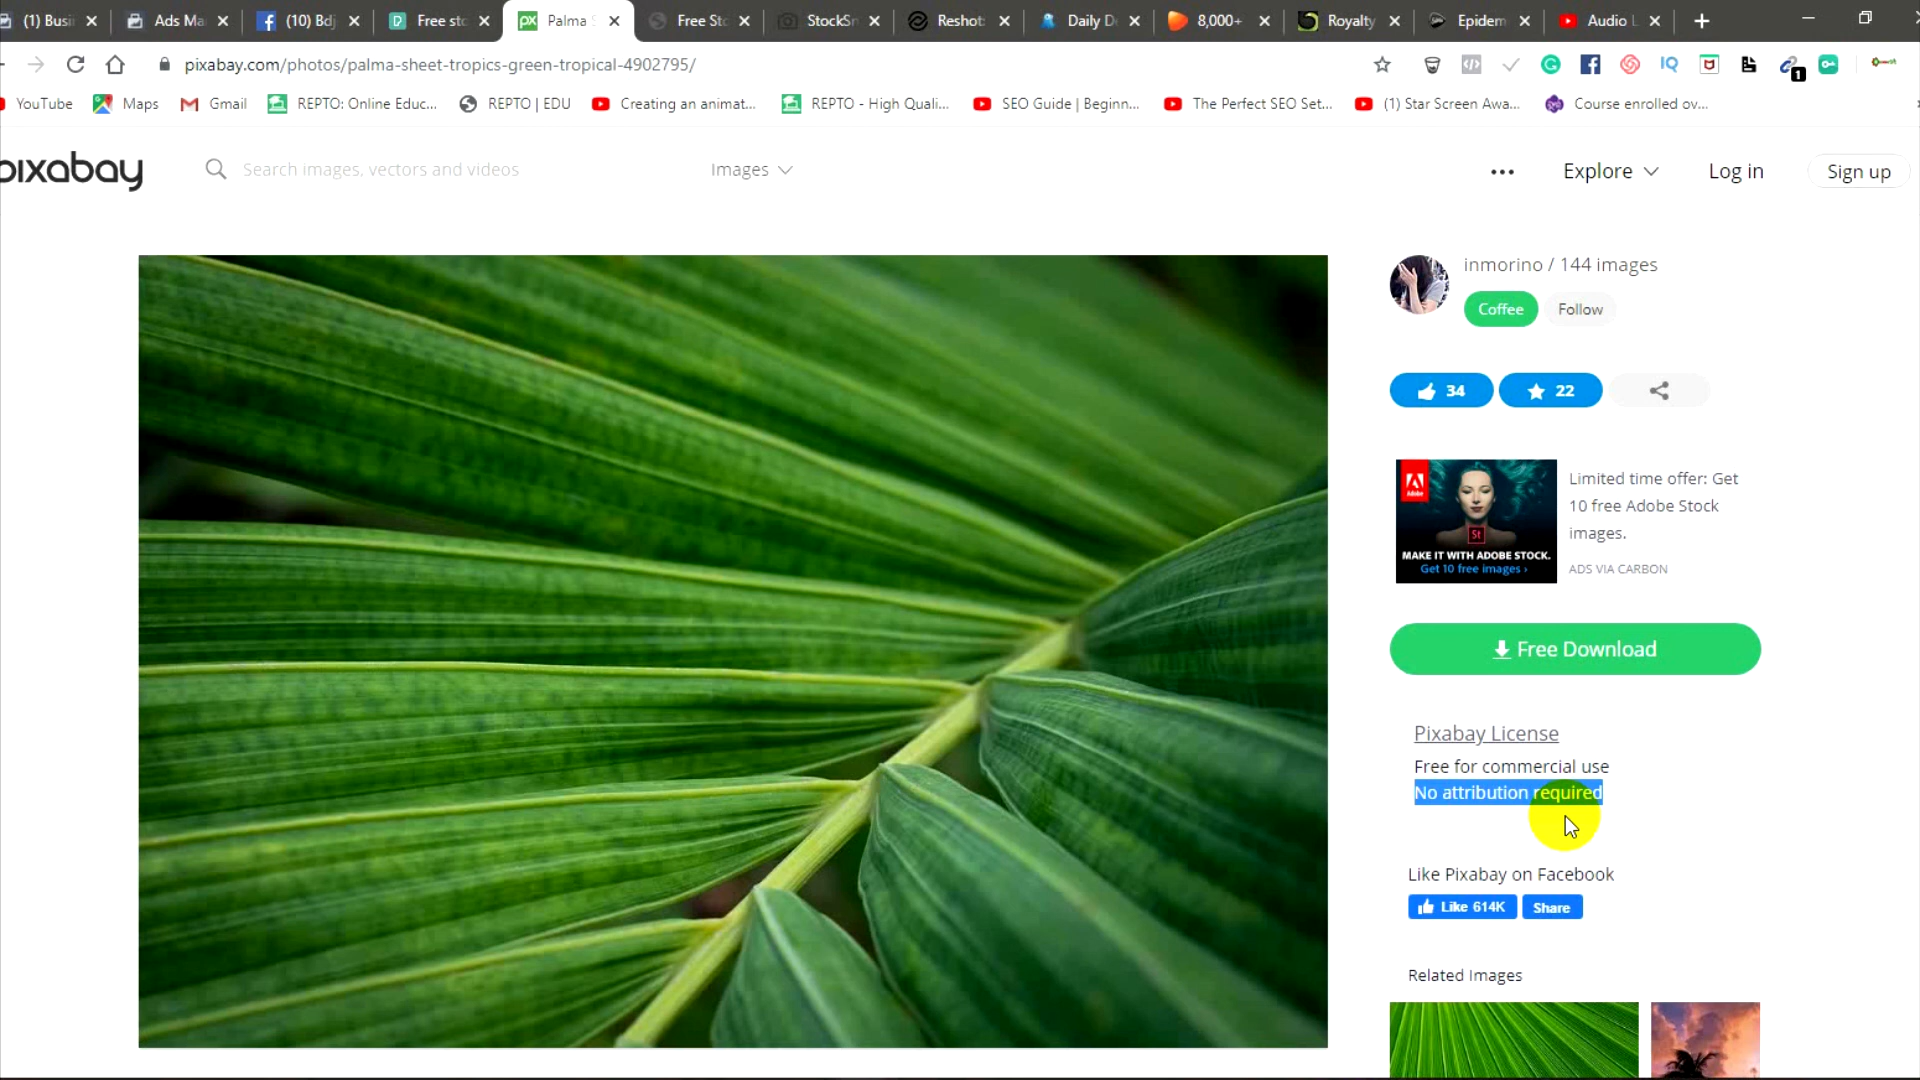 (1) Busi
Ads Ma
(10) Bdj
Free sto
Palma S
Free Sto
StockSn
Reshot
Daily D
8,000+
Royalty
Epidem
Audio L
pixabay.com/photos/palma-sheet-tropics-green-tropical-4902795/
1
YouTube
Maps
Gmail
REPTO: Online Educ...
REPTO | EDU
Creating an animat...
REPTO - High Quali...
SEO Guide | Beginn...
The Perfect SEO Set...
(1) Star Screen Awa...
Course enrolled ov...
pixabay
Search images, vectors and videos
Images
Explore
Log in
Sign up
inmorino / 144 images
Coffee
Follow
34
22
Adobe
St
MAKE IT WITH ADOBE STOCK.
Get 10 free images ›
Limited time offer: Get
10 free Adobe Stock
images.
ADS VIA CARBON
Free Download
Pixabay License
Free for commercial use
No attribution required
Like Pixabay on Facebook
Like 614K
Share
Related Images